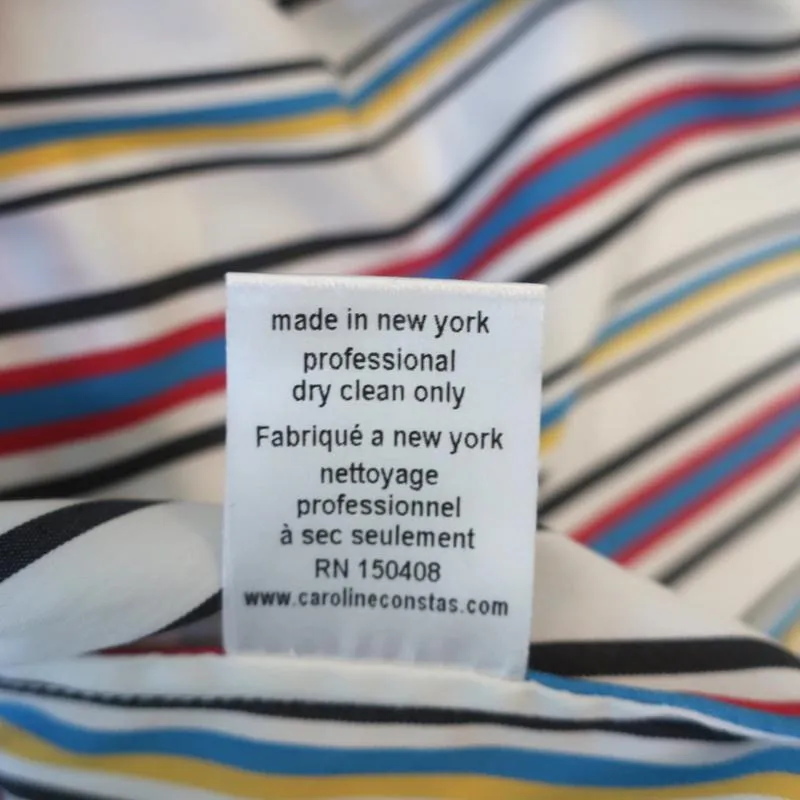 made in new york
professional
dry clean only
Fabriqué a new york
nettoyage
professionnel
à sec seulement
RN 150408
www.carolineconstas.com